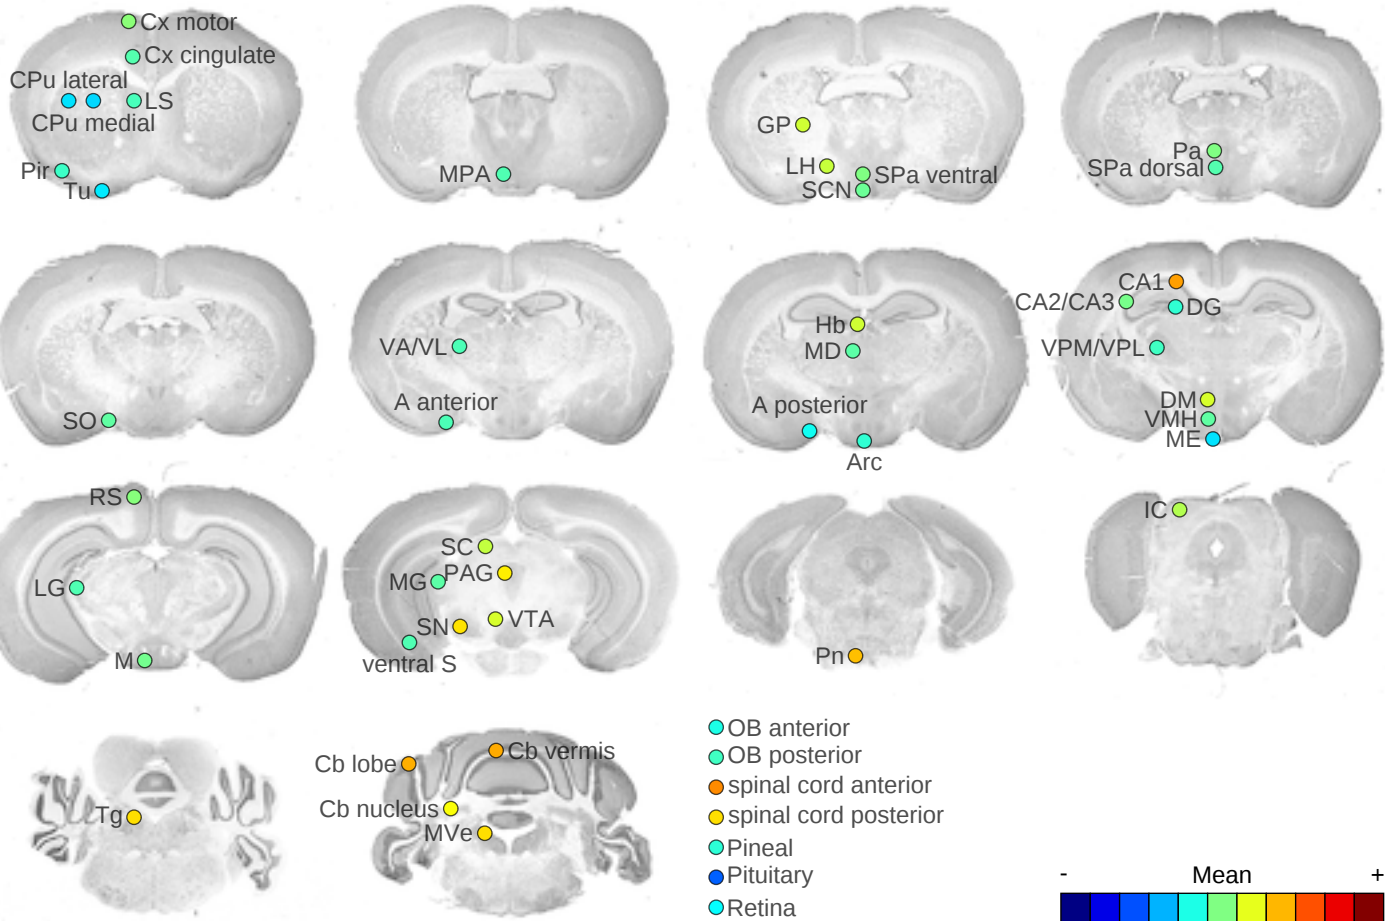 Cx motor
Cx cingulate
CPu lateral
LS
CPu medial
Pir
Tu
MPA
GP
LH
SPa ventral
SCN
Pa
SPa dorsal
SO
VA/VL
A anterior
Hb
MD
A posterior
Arc
CA1
CA2/CA3
DG
VPM/VPL
DM
VMH
ME
RS
LG
M
SC
MG
PAG
SN
VTA
ventral S
Pn
IC
Tg
Cb lobe
Cb vermis
Cb nucleus
MVe
OB anterior
OB posterior
spinal cord anterior
spinal cord posterior
Pineal
Pituitary
Retina
- Mean +